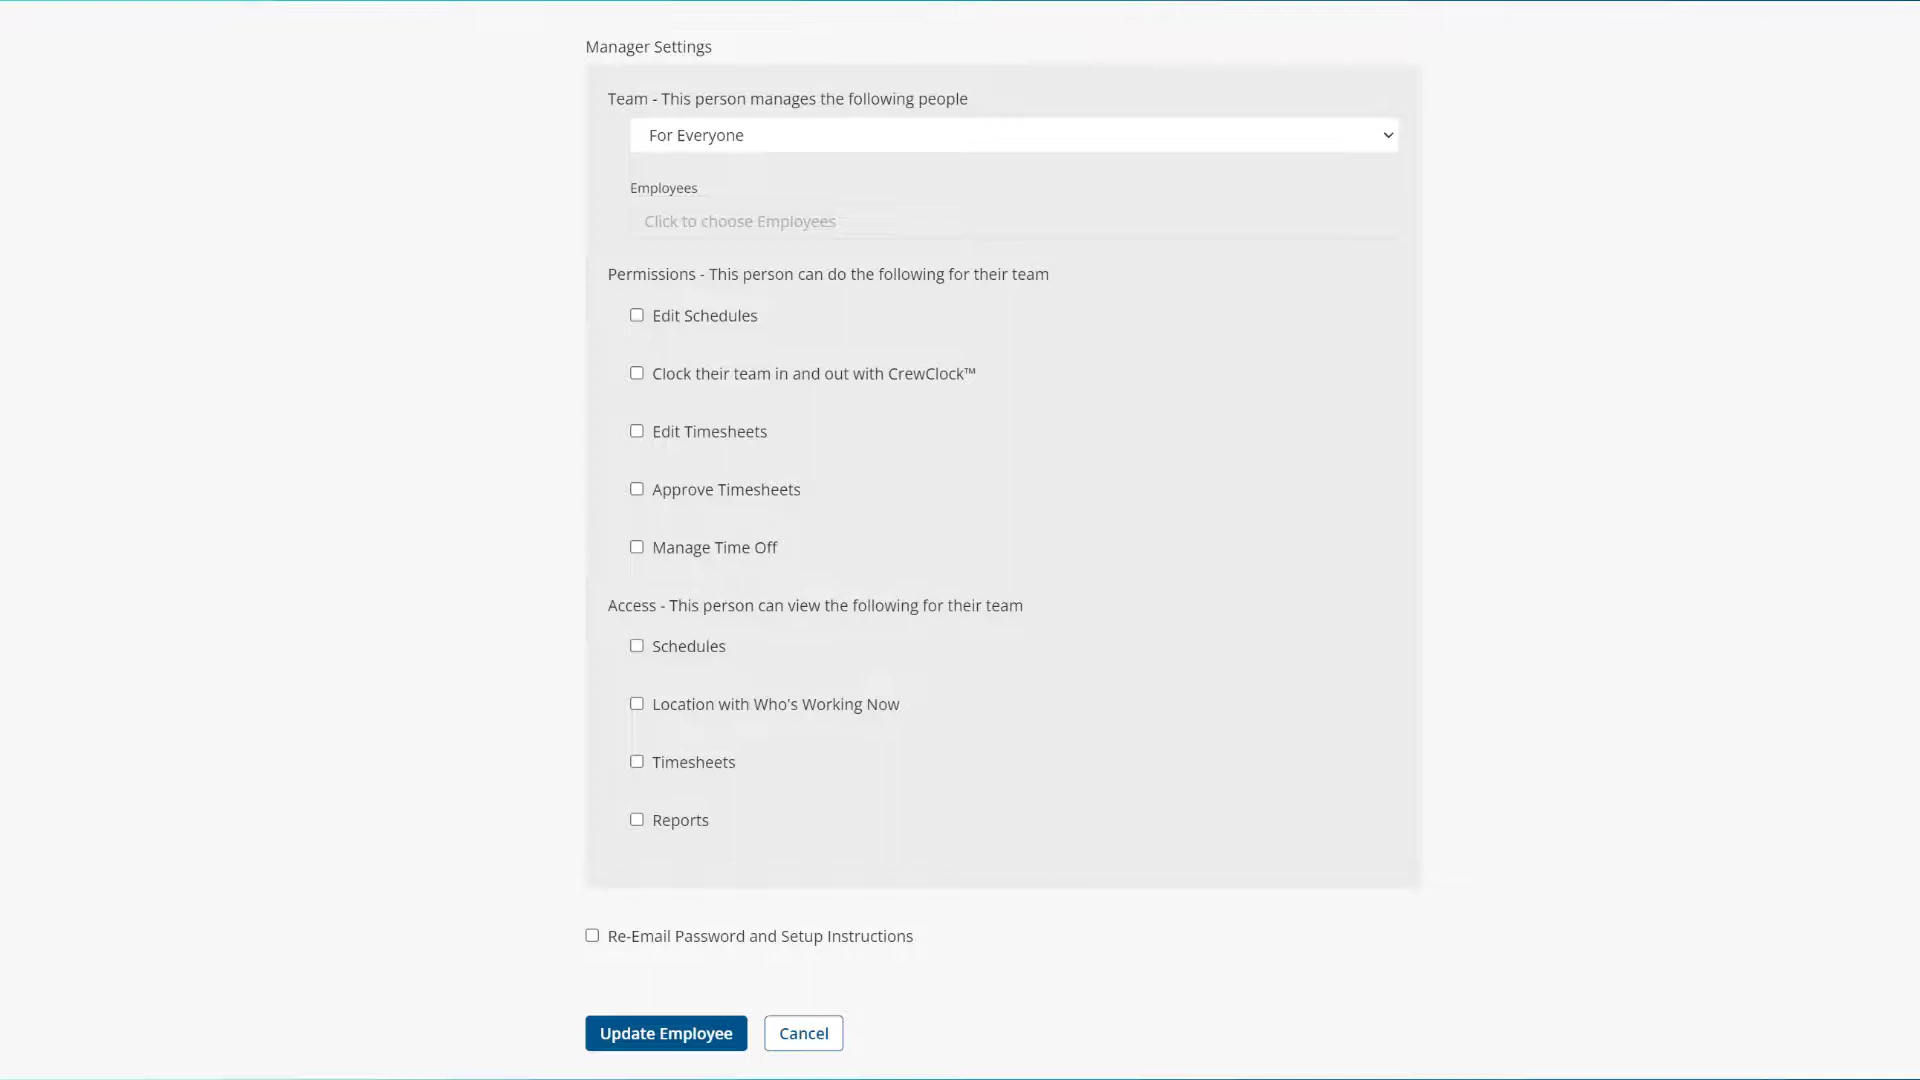 Manager Settings
Team - This person manages the following people
For Everyone
Employees
Click to choose Employees
Permissions - This person can do the following for their team
Edit Schedules
Clock their team in and out with CrewClock™
Edit Timesheets
Approve Timesheets
Manage Time Off
Access - This person can view the following for their team
Schedules
Location with Who's Working Now
Timesheets
Reports
Re-Email Password and Setup Instructions
Update Employee Cancel